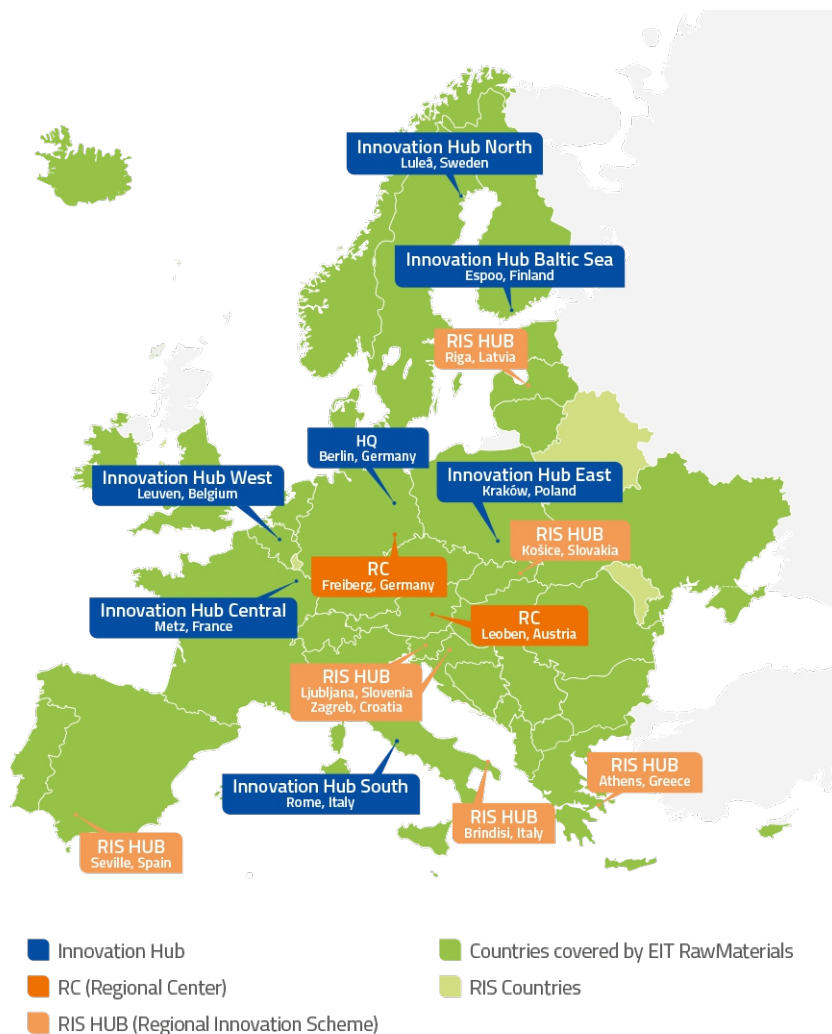 Innovation Hub North
Luleå, Sweden
Innovation Hub Baltic Sea
Espoo, Finland
RIS HUB
Riga, Latvia
HQ
Berlin, Germany
Innovation Hub West
Leuven, Belgium
Innovation Hub East
Kraków, Poland
RIS HUB
Košice, Slovakia
RC
Freiberg, Germany
Innovation Hub Central
Metz, France
RC
Leoben, Austria
RIS HUB
Ljubljana, Slovenia
Zagreb, Croatia
RIS HUB
Athens, Greece
Innovation Hub South
Rome, Italy
RIS HUB
Brindisi, Italy
RIS HUB
Seville, Spain
Innovation Hub
RC (Regional Center)
RIS HUB (Regional Innovation Scheme)
Countries covered by EIT RawMaterials
RIS Countries